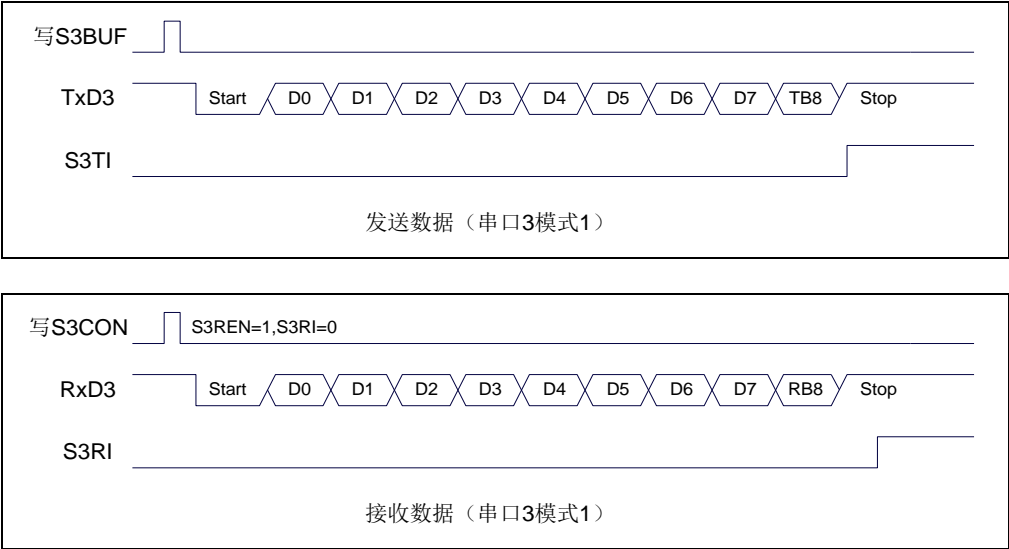 写S3BUF
TxD3 Start D0 D1 D2 D3 D4 D5 D6 D7 TB8 Stop
S3TI
发送数据（串口3模式1）
写S3CON S3REN=1,S3RI=0
RxD3 Start D0 D1 D2 D3 D4 D5 D6 D7 RB8 Stop
S3RI
接收数据（串口3模式1）